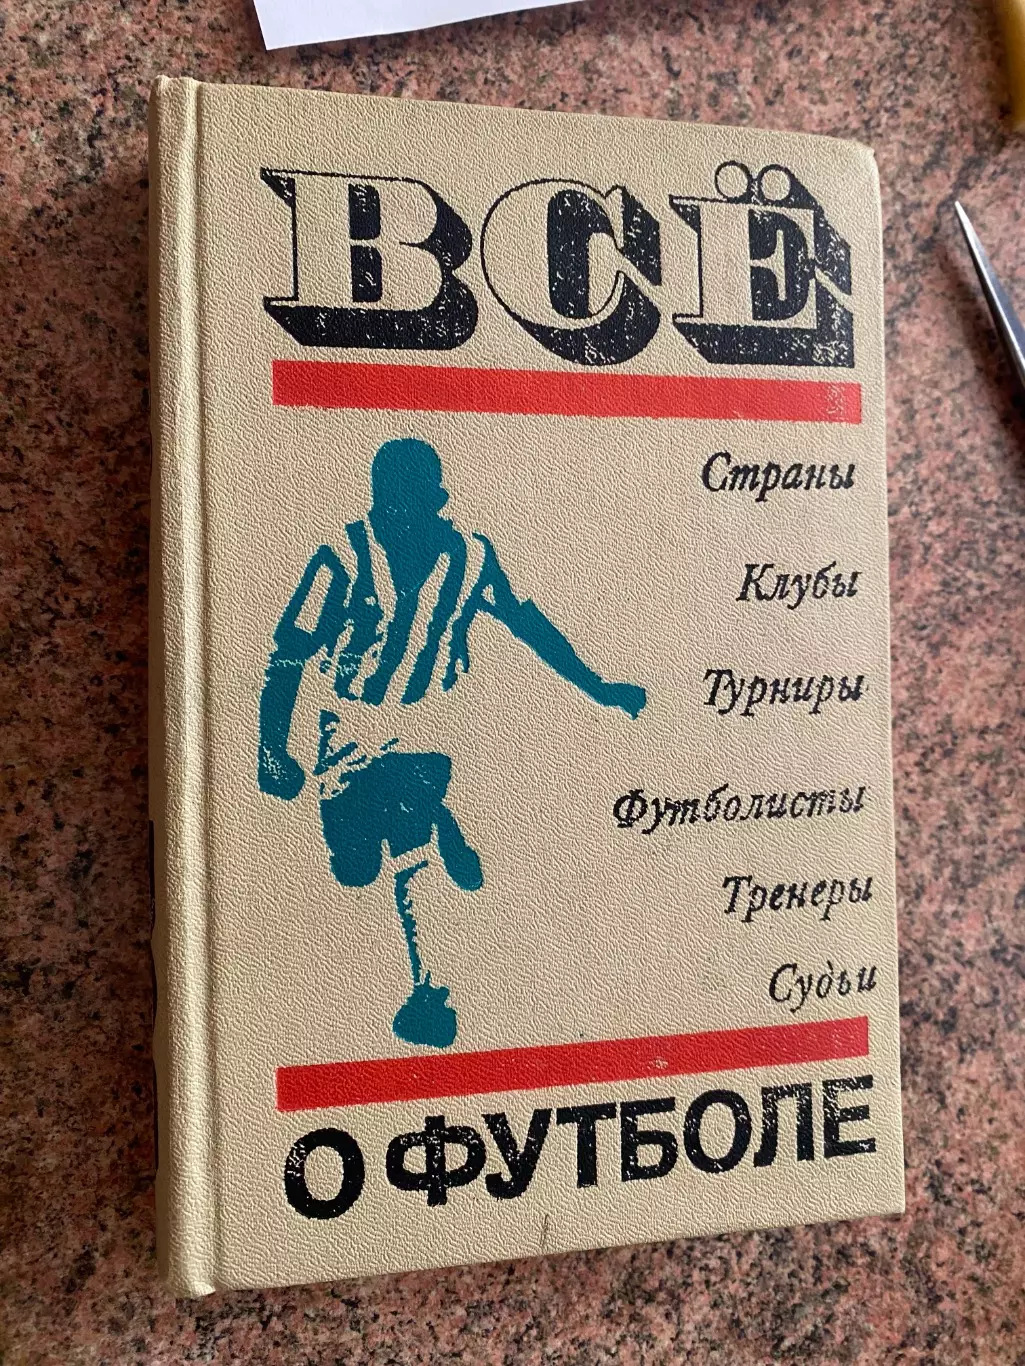 ВСЁ
Страны
Клубы
Турниры
Футболисты
Тренеры
Судьи
О ФУТБОЛЕ